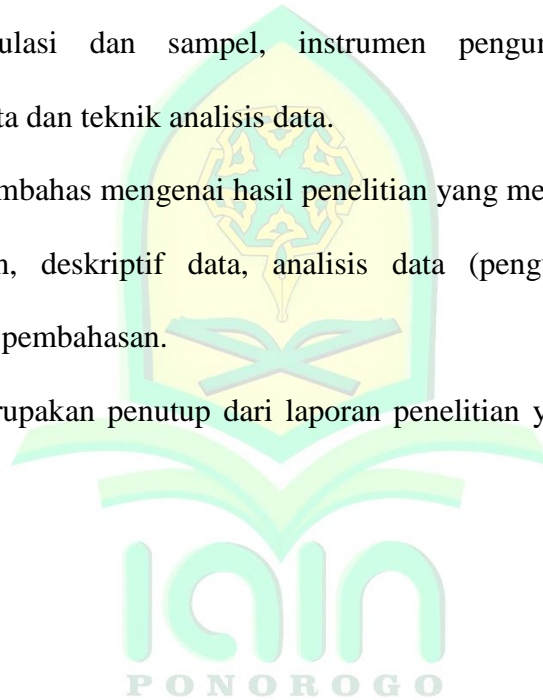 ulasi dan sampel, instrumen pengu
ta dan teknik analisis data.
mbahas mengenai hasil penelitian yang me
n, deskriptif data, analisis data (peng
pembahasan.
rupakan penutup dari laporan penelitian y
iain
PONOROGO